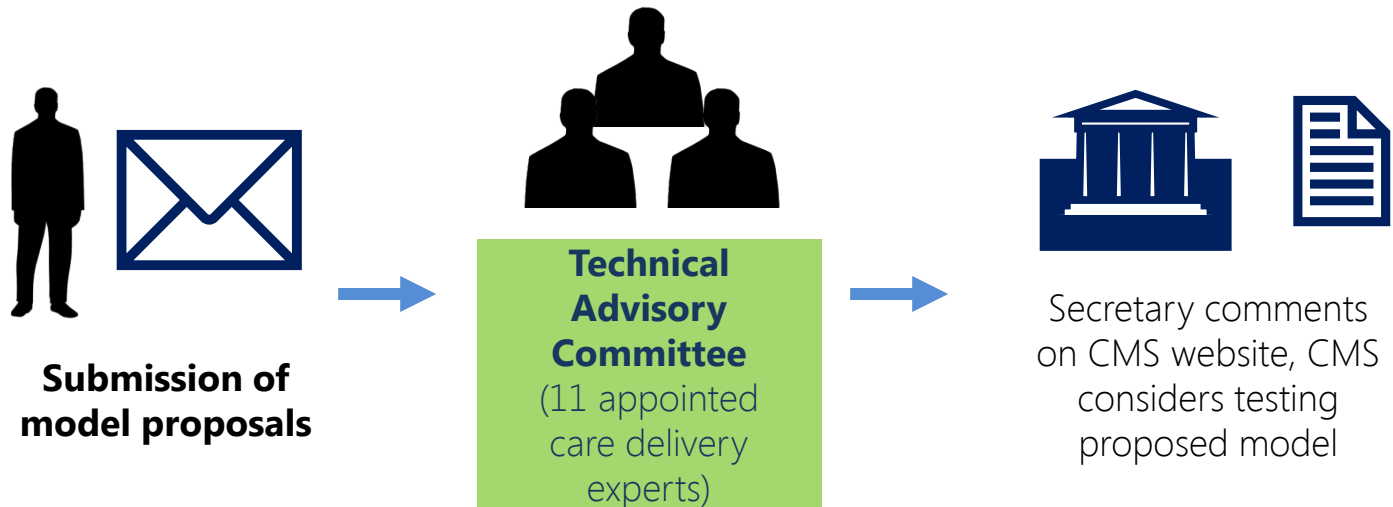 Submission of
model proposals
Technical
Advisory
Committee
(11 appointed
care delivery
experts)
Secretary comments
on CMS website, CMS
considers testing
proposed model